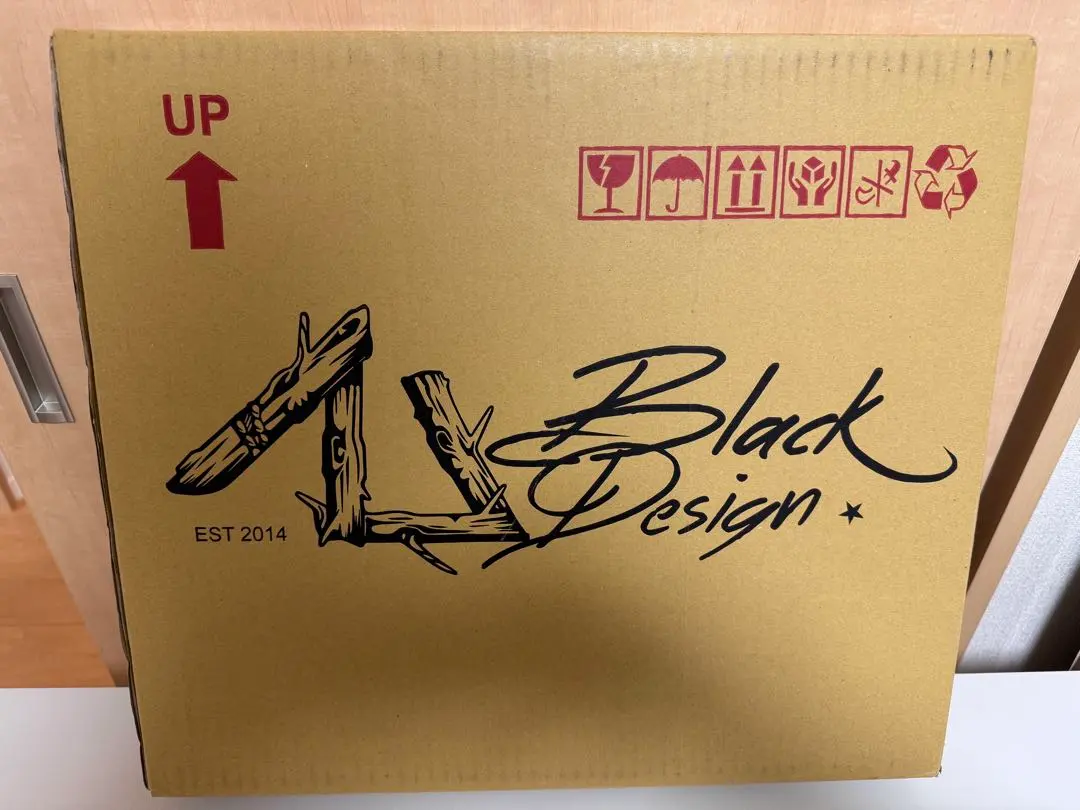 UP
Black
Design
EST 2014